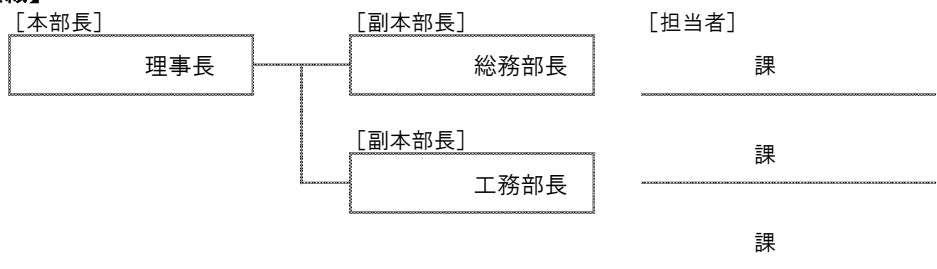 ［本部長］ ［副本部長］ ［担当者］
理事長 総務部長 課
［副本部長］
課
工務部長
課